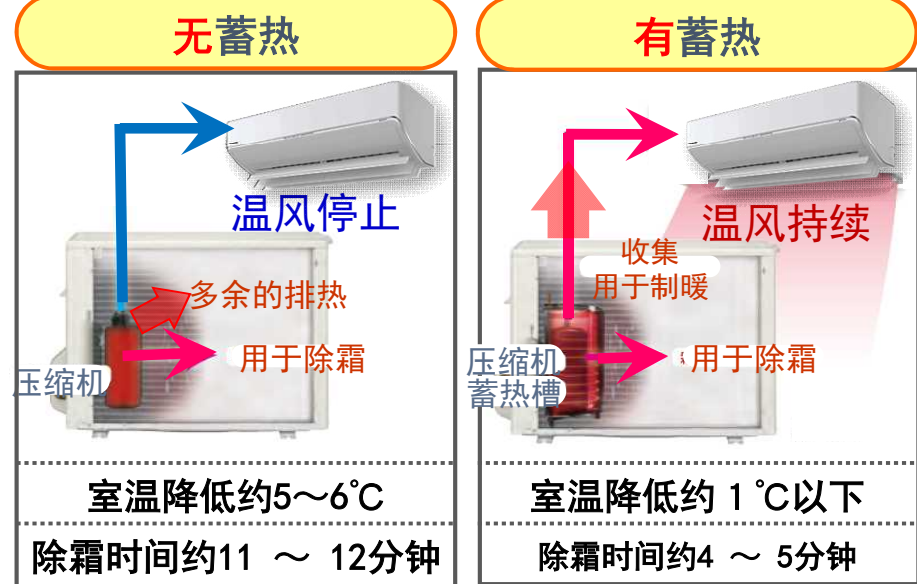 无蓄热
温风停止
多余的排热
用于除霜
压缩机
室温降低约5～6℃
除霜时间约11 ～ 12分钟
有蓄热
温风持续
收集
用于制暖
用于除霜
压缩机
蓄热槽
室温降低约 1 ℃以下
除霜时间约4 ～ 5分钟